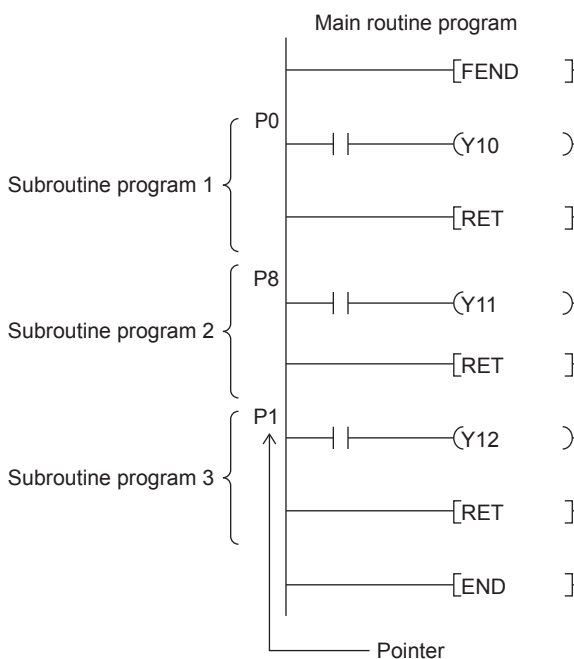 Main routine program
FEND
P0
Y10
Subroutine program 1
RET
P8
Y11
Subroutine program 2
RET
P1
Y12
Subroutine program 3
RET
END
Pointer